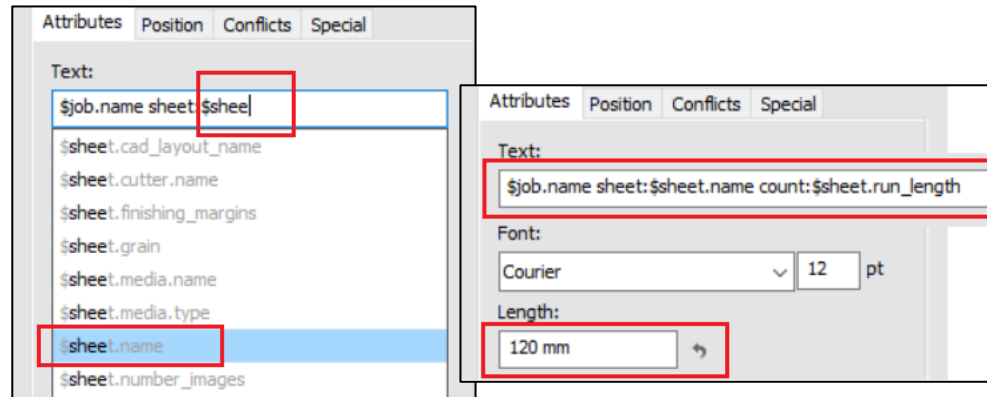 Attributes Position Conflicts Special
Text:
$job.name sheet:$shee
$sheet.cad_layout_name
$sheet.cutter.name
$sheet.finishing_margins
$sheet.grain
$sheet.media.name
$sheet.media.type
$sheet.name
$sheet.number_images
Attributes Position Conflicts Special
Text:
$job.name sheet:$sheet.name count:$sheet.run_length
Font:
Courier 12 pt
Length:
120 mm